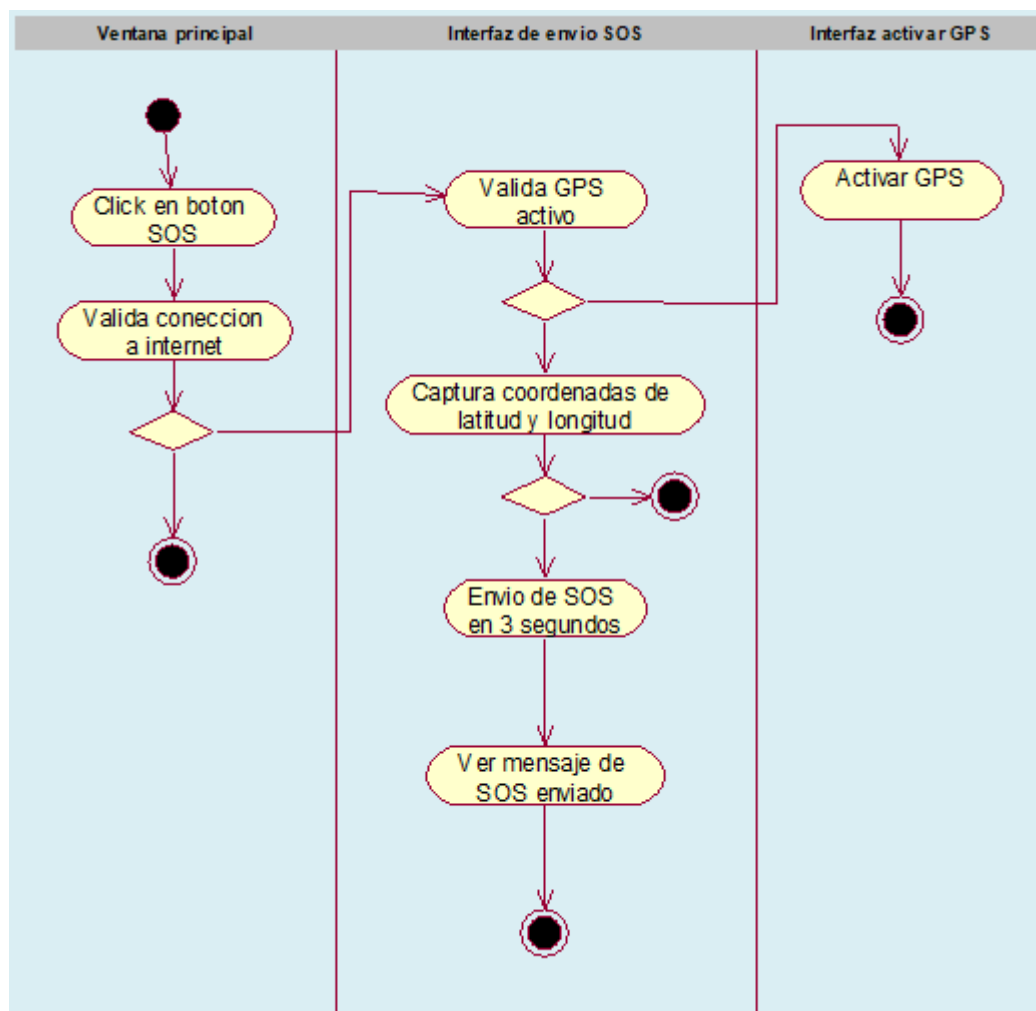 Ventana principal
Interfaz de envio SOS
Interfaz activar GPS
Click en boton
SOS
Valida coneccion
a internet
Valida GPS
activo
Captura coordenadas de
latitud y longitud
Envio de SOS
en 3 segundos
Ver mensaje de
SOS enviado
Activar GPS